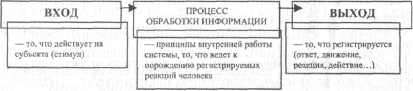 ВХОД
— то, что действует на
субъекта (стимул)
ПРОЦЕСС
ОБРАБОТКИ ИНФОРМАЦИИ
— принципы внутренней работы
системы, то, что ведет к
порождению регистрируемых
реакций человека
ВЫХОД
— то, что регистрируется
(ответ, движение,
реакция, действие…)